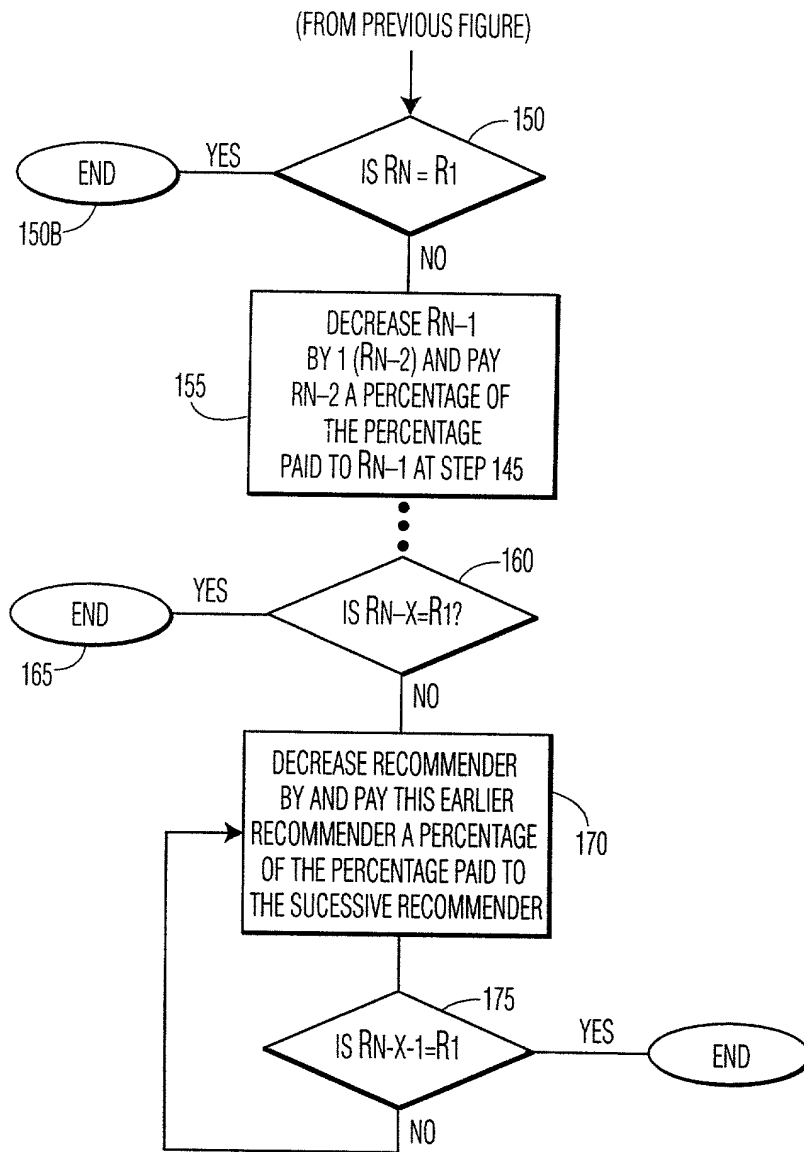 (FROM PREVIOUS FIGURE)
150
IS RN = R1
YES
END
150B
NO
DECREASE RN–1
BY 1 (RN–2) AND PAY
RN–2 A PERCENTAGE OF
THE PERCENTAGE
PAID TO RN–1 AT STEP 145
155
160
IS RN–X=R1?
YES
END
165
NO
DECREASE RECOMMENDER
BY AND PAY THIS EARLIER
RECOMMENDER A PERCENTAGE
OF THE PERCENTAGE PAID TO
THE SUCESSIVE RECOMMENDER
170
175
IS RN-X-1=R1
YES
END
NO